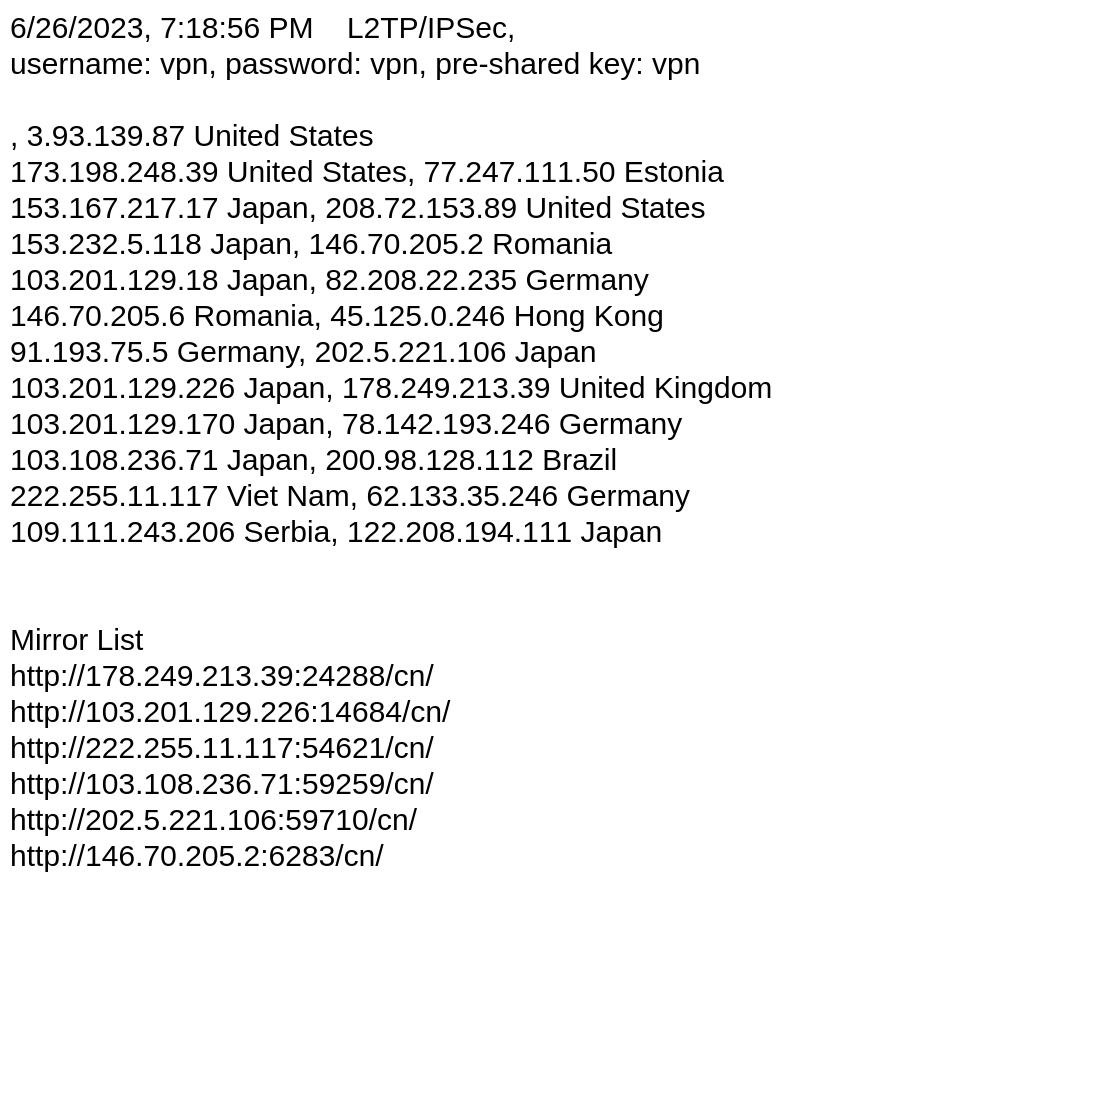 6/26/2023, 7:18:56 PM    L2TP/IPSec,
username: vpn, password: vpn, pre-shared key: vpn
, 3.93.139.87 United States
173.198.248.39 United States, 77.247.111.50 Estonia
153.167.217.17 Japan, 208.72.153.89 United States
153.232.5.118 Japan, 146.70.205.2 Romania
103.201.129.18 Japan, 82.208.22.235 Germany
146.70.205.6 Romania, 45.125.0.246 Hong Kong
91.193.75.5 Germany, 202.5.221.106 Japan
103.201.129.226 Japan, 178.249.213.39 United Kingdom
103.201.129.170 Japan, 78.142.193.246 Germany
103.108.236.71 Japan, 200.98.128.112 Brazil
222.255.11.117 Viet Nam, 62.133.35.246 Germany
109.111.243.206 Serbia, 122.208.194.111 Japan
Mirror List
http://178.249.213.39:24288/cn/
http://103.201.129.226:14684/cn/
http://222.255.11.117:54621/cn/
http://103.108.236.71:59259/cn/
http://202.5.221.106:59710/cn/
http://146.70.205.2:6283/cn/